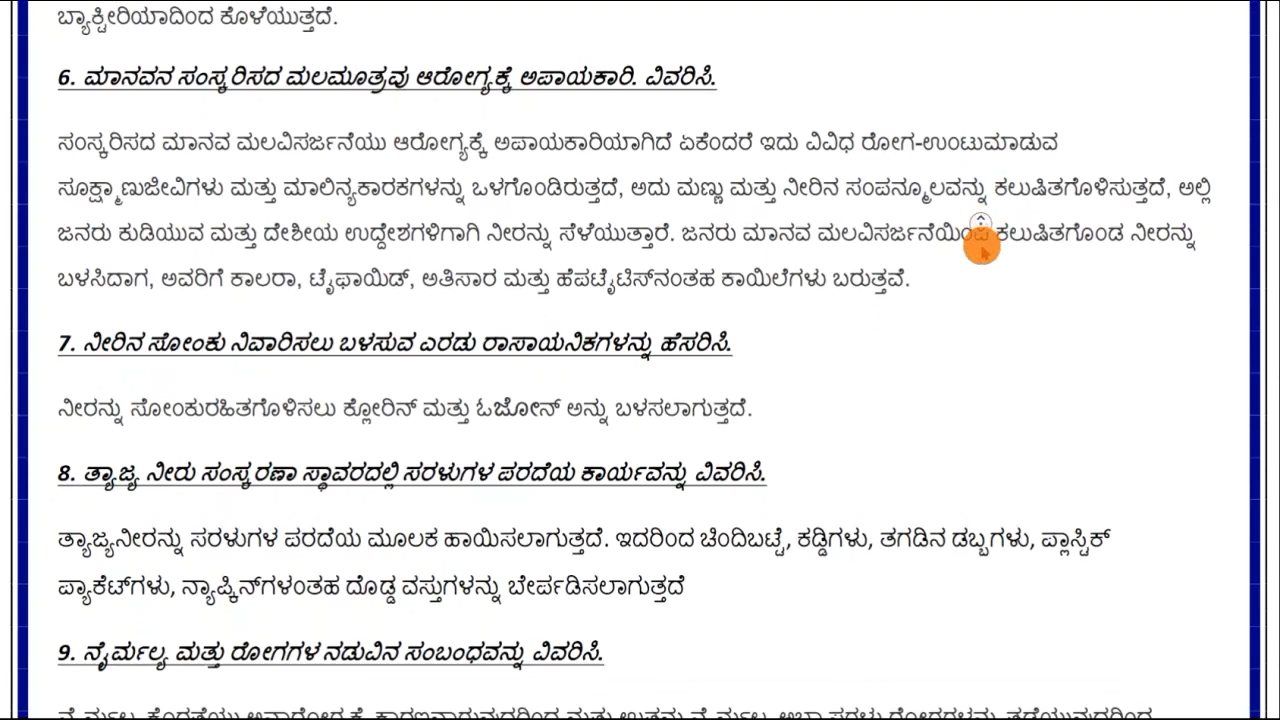 ಬ್ಯಾಕ್ಟೀರಿಯಾದಿಂದ ಕೊಳೆಯುತ್ತದೆ.
6. ಮಾನವನ ಸಂಸ್ಕರಿಸದ ಮಲಮೂತ್ರವು ಆರೋಗ್ಯಕ್ಕೆ ಅಪಾಯಕಾರಿ. ವಿವರಿಸಿ.
ಸಂಸ್ಕರಿಸದ ಮಾನವ ಮಲವಿಸರ್ಜನೆಯು ಆರೋಗ್ಯಕ್ಕೆ ಅಪಾಯಕಾರಿಯಾಗಿದೆ ಏಕೆಂದರೆ ಇದು ವಿವಿಧ ರೋಗ-ಉಂಟುಮಾಡುವ
ಸೂಕ್ಷ್ಮಾಣುಜೀವಿಗಳು ಮತ್ತು ಮಾಲಿನ್ಯಕಾರಕಗಳನ್ನು ಒಳಗೊಂಡಿರುತ್ತದೆ, ಅದು ಮಣ್ಣು ಮತ್ತು ನೀರಿನ ಸಂಪನ್ಮೂಲವನ್ನು ಕಲುಷಿತಗೊಳಿಸುತ್ತದೆ, ಅಲ್ಲಿ
ಜನರು ಕುಡಿಯುವ ಮತ್ತು ದೇಶೀಯ ಉದ್ದೇಶಗಳಿಗಾಗಿ ನೀರನ್ನು ಸೆಳೆಯುತ್ತಾರೆ. ಜನರು ಮಾನವ ಮಲವಿಸರ್ಜನೆಯಿಂದ ಕಲುಷಿತಗೊಂಡ ನೀರನ್ನು
ಬಳಸಿದಾಗ, ಅವರಿಗೆ ಕಾಲರಾ, ಟೈಫಾಯಿಡ್, ಅತಿಸಾರ ಮತ್ತು ಹೆಪಟೈಟಿಸ್‌ನಂತಹ ಕಾಯಿಲೆಗಳು ಬರುತ್ತವೆ.
7. ನೀರಿನ ಸೋಂಕು ನಿವಾರಿಸಲು ಬಳಸುವ ಎರಡು ರಾಸಾಯನಿಕಗಳನ್ನು ಹೆಸರಿಸಿ.
ನೀರನ್ನು ಸೋಂಕುರಹಿತಗೊಳಿಸಲು ಕ್ಲೋರಿನ್ ಮತ್ತು ಓಜೋನ್ ಅನ್ನು ಬಳಸಲಾಗುತ್ತದೆ.
8. ತ್ಯಾಜ್ಯ ನೀರು ಸಂಸ್ಕರಣಾ ಸ್ಥಾವರದಲ್ಲಿ ಸರಳುಗಳ ಪರದೆಯ ಕಾರ್ಯವನ್ನು ವಿವರಿಸಿ.
ತ್ಯಾಜ್ಯನೀರನ್ನು ಸರಳುಗಳ ಪರದೆಯ ಮೂಲಕ ಹಾಯಿಸಲಾಗುತ್ತದೆ. ಇದರಿಂದ ಚಿಂದಿಬಟ್ಟೆ, ಕಡ್ಡಿಗಳು, ತಗಡಿನ ಡಬ್ಬಗಳು, ಪ್ಲಾಸ್ಟಿಕ್
ಪ್ಯಾಕೆಟ್‌ಗಳು, ನ್ಯಾಪ್ಕಿನ್‌ಗಳಂತಹ ದೊಡ್ಡ ವಸ್ತುಗಳನ್ನು ಬೇರ್ಪಡಿಸಲಾಗುತ್ತದೆ
9. ನೈರ್ಮಲ್ಯ ಮತ್ತು ರೋಗಗಳ ನಡುವಿನ ಸಂಬಂಧವನ್ನು ವಿವರಿಸಿ.